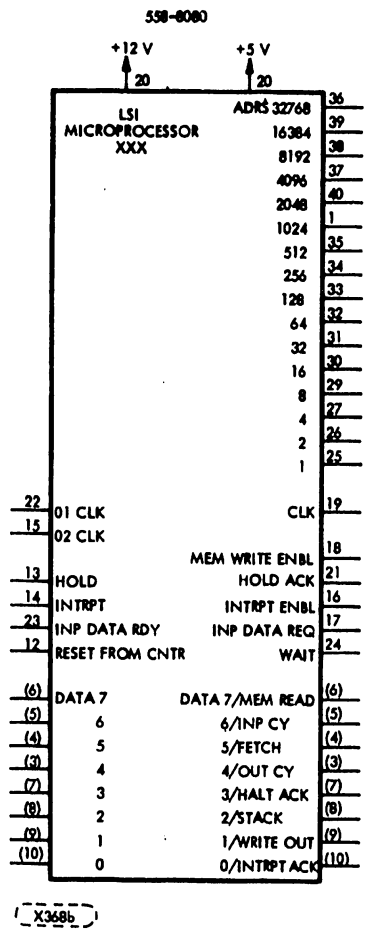 558-8080
+12 V +5 V
20 20
LSI
MICROPROCESSOR
XXX
ADRS 32768 36
16384 39
8192 38
4096 37
2048 40
1024 1
512 35
256 34
128 33
64 32
32 31
16 30
8 29
4 27
2 26
1 25
22 01 CLK CLK 19
15 02 CLK
MEM WRITE ENBL 18
13 HOLD HOLD ACK 21
14 INTRPT INTRPT ENBL 16
23 INP DATA RDY INP DATA REQ 17
12 RESET FROM CNTR WAIT 24
(6) DATA 7 DATA 7/MEM READ (6)
(5) 6 6/INP CY (5)
(4) 5 5/FETCH (4)
(3) 4 4/OUT CY (3)
(7) 3 3/HALT ACK (7)
(8) 2 2/STACK (8)
(9) 1 1/WRITE OUT (9)
(10) 0 0/INTRPT ACK (10)
X368b